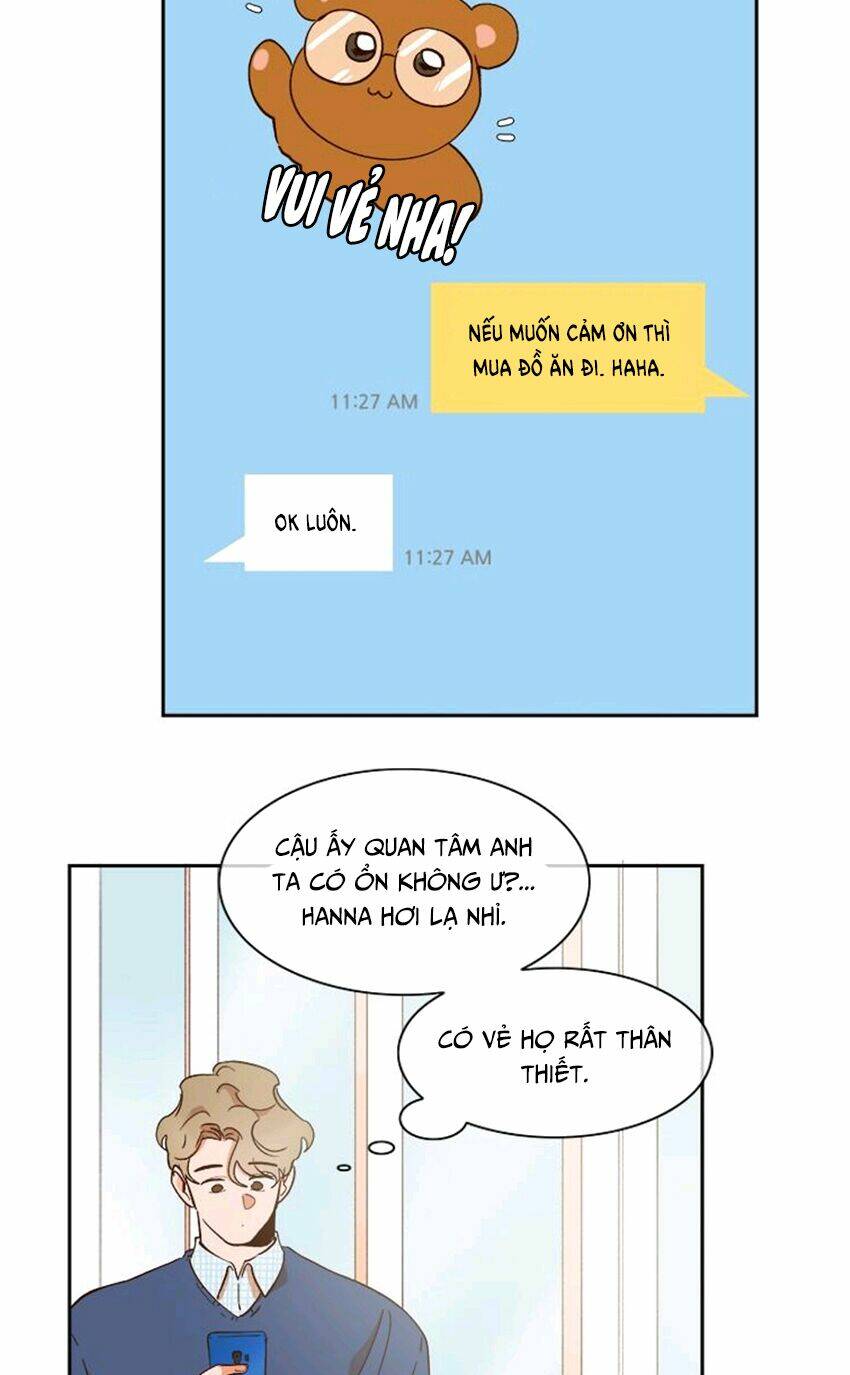 VUI VẺ NHA!
NẾU MUỐN CẢM ƠN THÌ
MUA ĐỒ ĂN ĐI. HAHA.
11:27 AM
OK LUÔN.
11:27 AM
CẬU ẤY QUAN TÂM ANH
TA CÓ ỔN KHÔNG Ư?...
HANNA HƠI LẠ NHỈ.
CÓ VẺ HỌ RẤT THÂN
THIẾT.